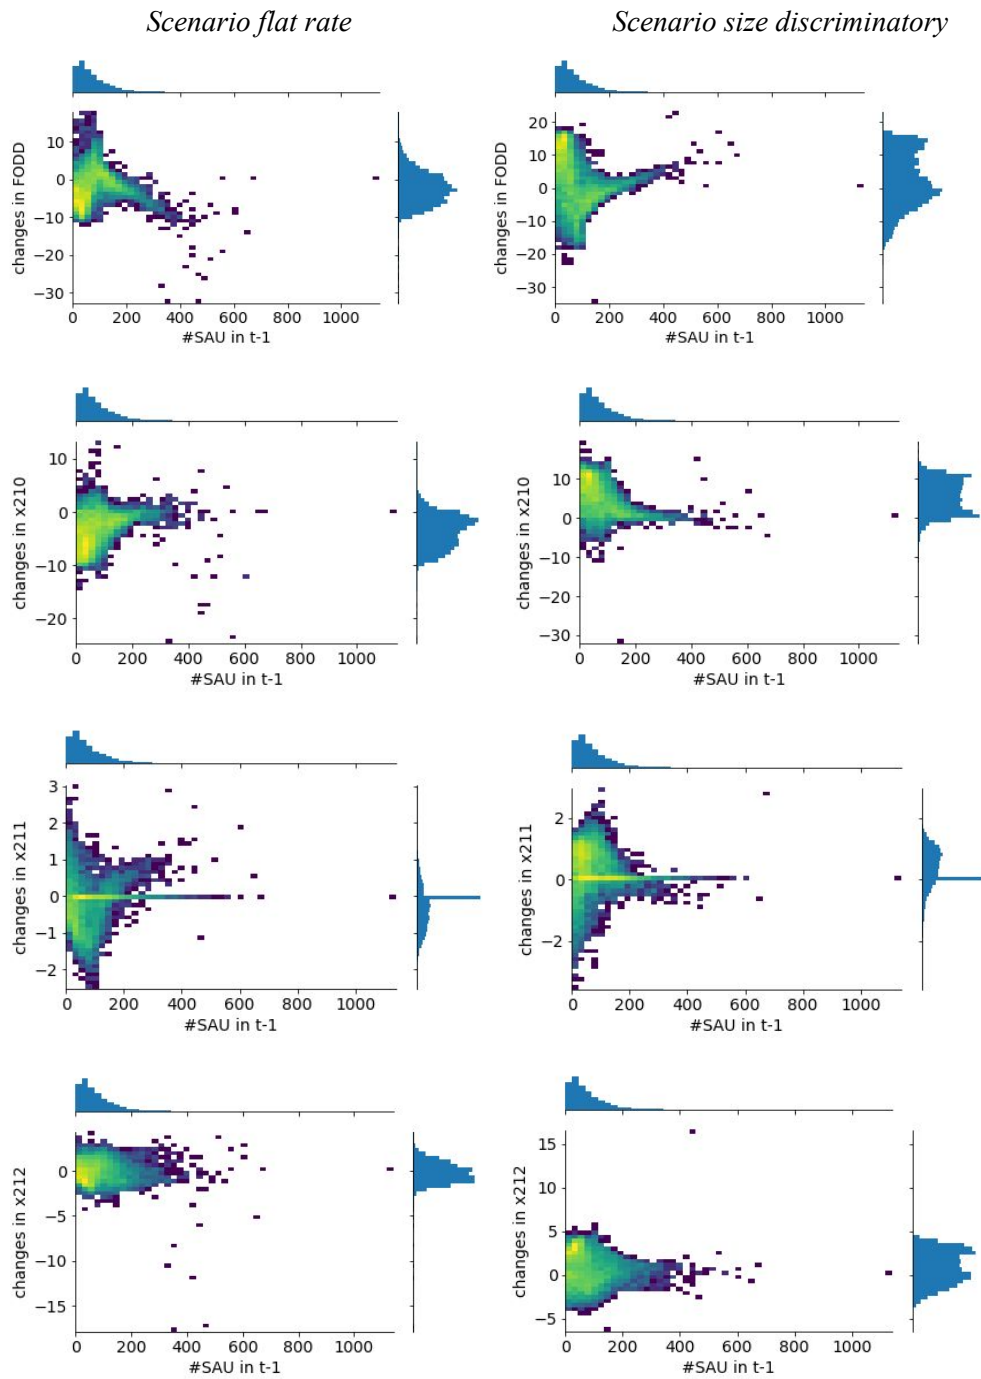 Scenario flat rate
Scenario size discriminatory
10
0
−10
−20
−30
changes in FODD
0 200 400 600 800 1000
#SAU in t-1
20
10
0
−10
−20
−30
changes in FODD
0 200 400 600 800 1000
#SAU in t-1
10
0
−10
−20
changes in x210
0 200 400 600 800 1000
#SAU in t-1
10
0
−10
−20
−30
changes in x210
0 200 400 600 800 1000
#SAU in t-1
3
2
1
0
−1
−2
changes in x211
0 200 400 600 800 1000
#SAU in t-1
2
0
−2
changes in x211
0 200 400 600 800 1000
#SAU in t-1
0
−5
−10
−15
changes in x212
0 200 400 600 800 1000
#SAU in t-1
15
10
5
0
−5
changes in x212
0 200 400 600 800 1000
#SAU in t-1